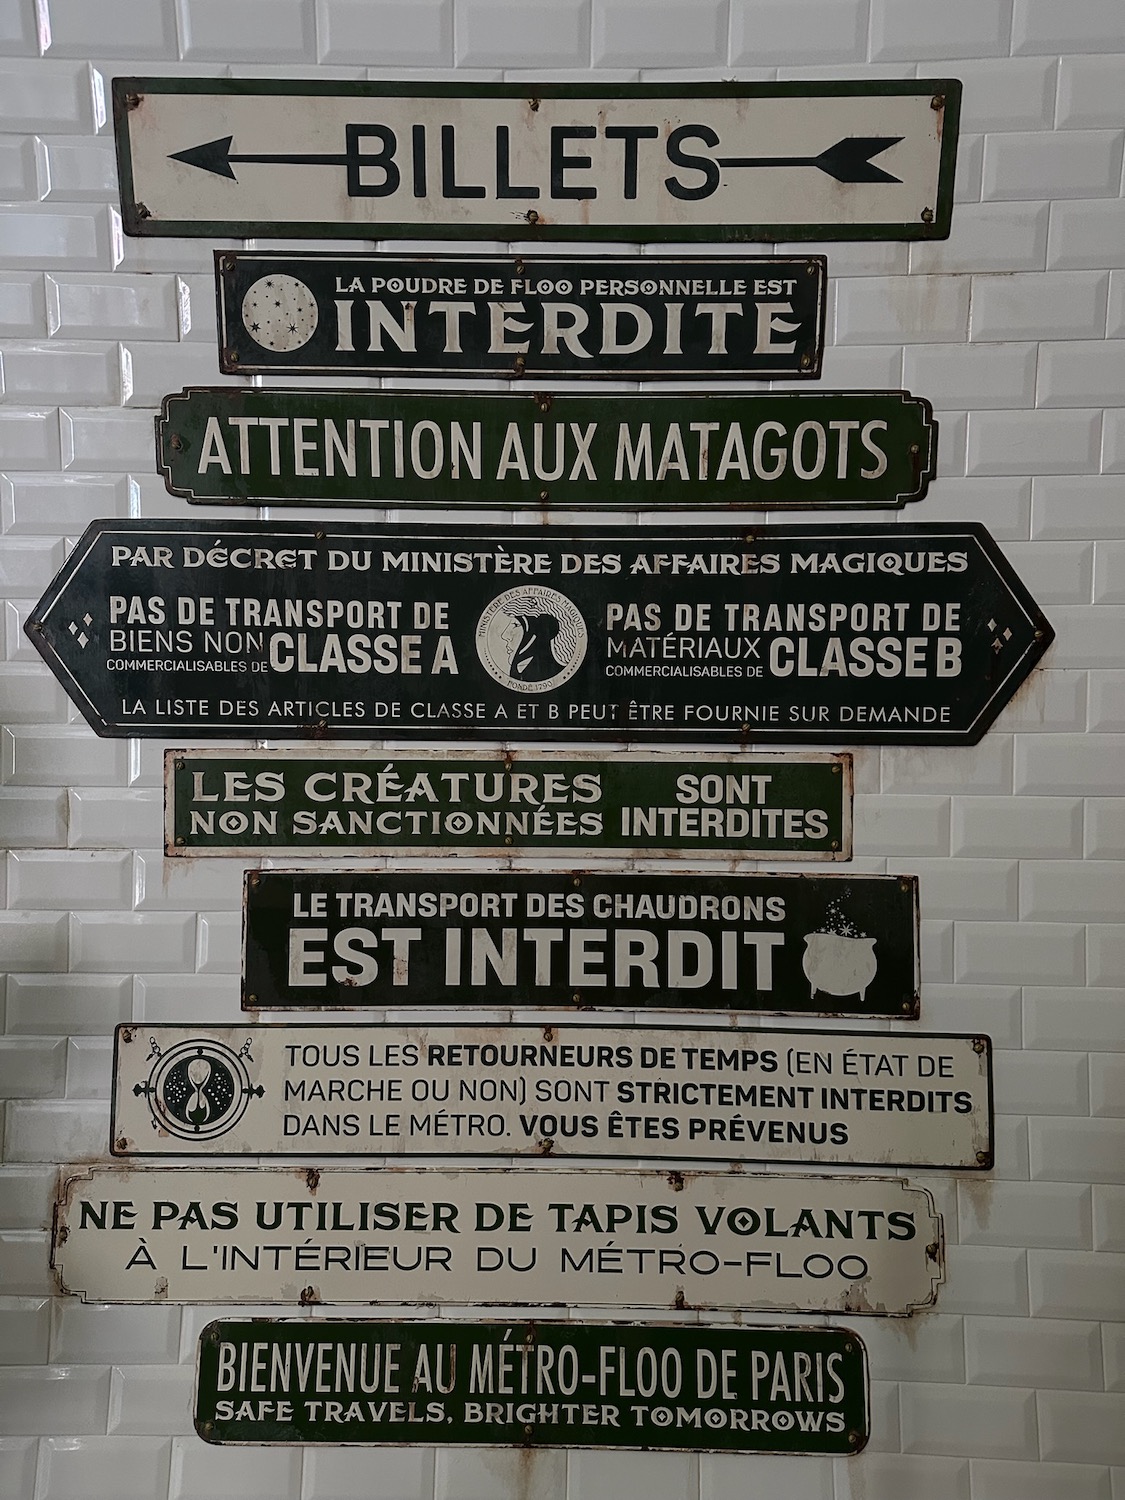 BILLETS
LA POUDRE DE FLOO PERSONNELLE EST
INTERDITE
ATTENTION AUX MATAGOTS
PAR DÉCRET DU MINISTÈRE DES AFFAIRES MAGIQUES
PAS DE TRANSPORT DE
BIENS NON
COMMERCIALISABLES DE
CLASSE A
MINISTÈRE DES AFFAIRES MAGIQUES
FONDÉ 1790
PAS DE TRANSPORT DE
MATÉRIAUX
COMMERCIALISABLES DE
CLASSE B
LA LISTE DES ARTICLES DE CLASSE A ET B PEUT ÊTRE FOURNIE SUR DEMANDE
LES CRÉATURES
NON SANCTIONNÉES
SONT
INTERDITES
LE TRANSPORT DES CHAUDRONS
EST INTERDIT
TOUS LES RETOURNEURS DE TEMPS (EN ÉTAT DE
MARCHE OU NON) SONT STRICTEMENT INTERDITS
DANS LE MÉTRO. VOUS ÊTES PRÉVENUS
NE PAS UTILISER DE TAPIS VOLANTS
À L'INTÉRIEUR DU MÉTRO-FLOO
BIENVENUE AU MÉTRO-FLOO DE PARIS
SAFE TRAVELS, BRIGHTER TOMORROWS